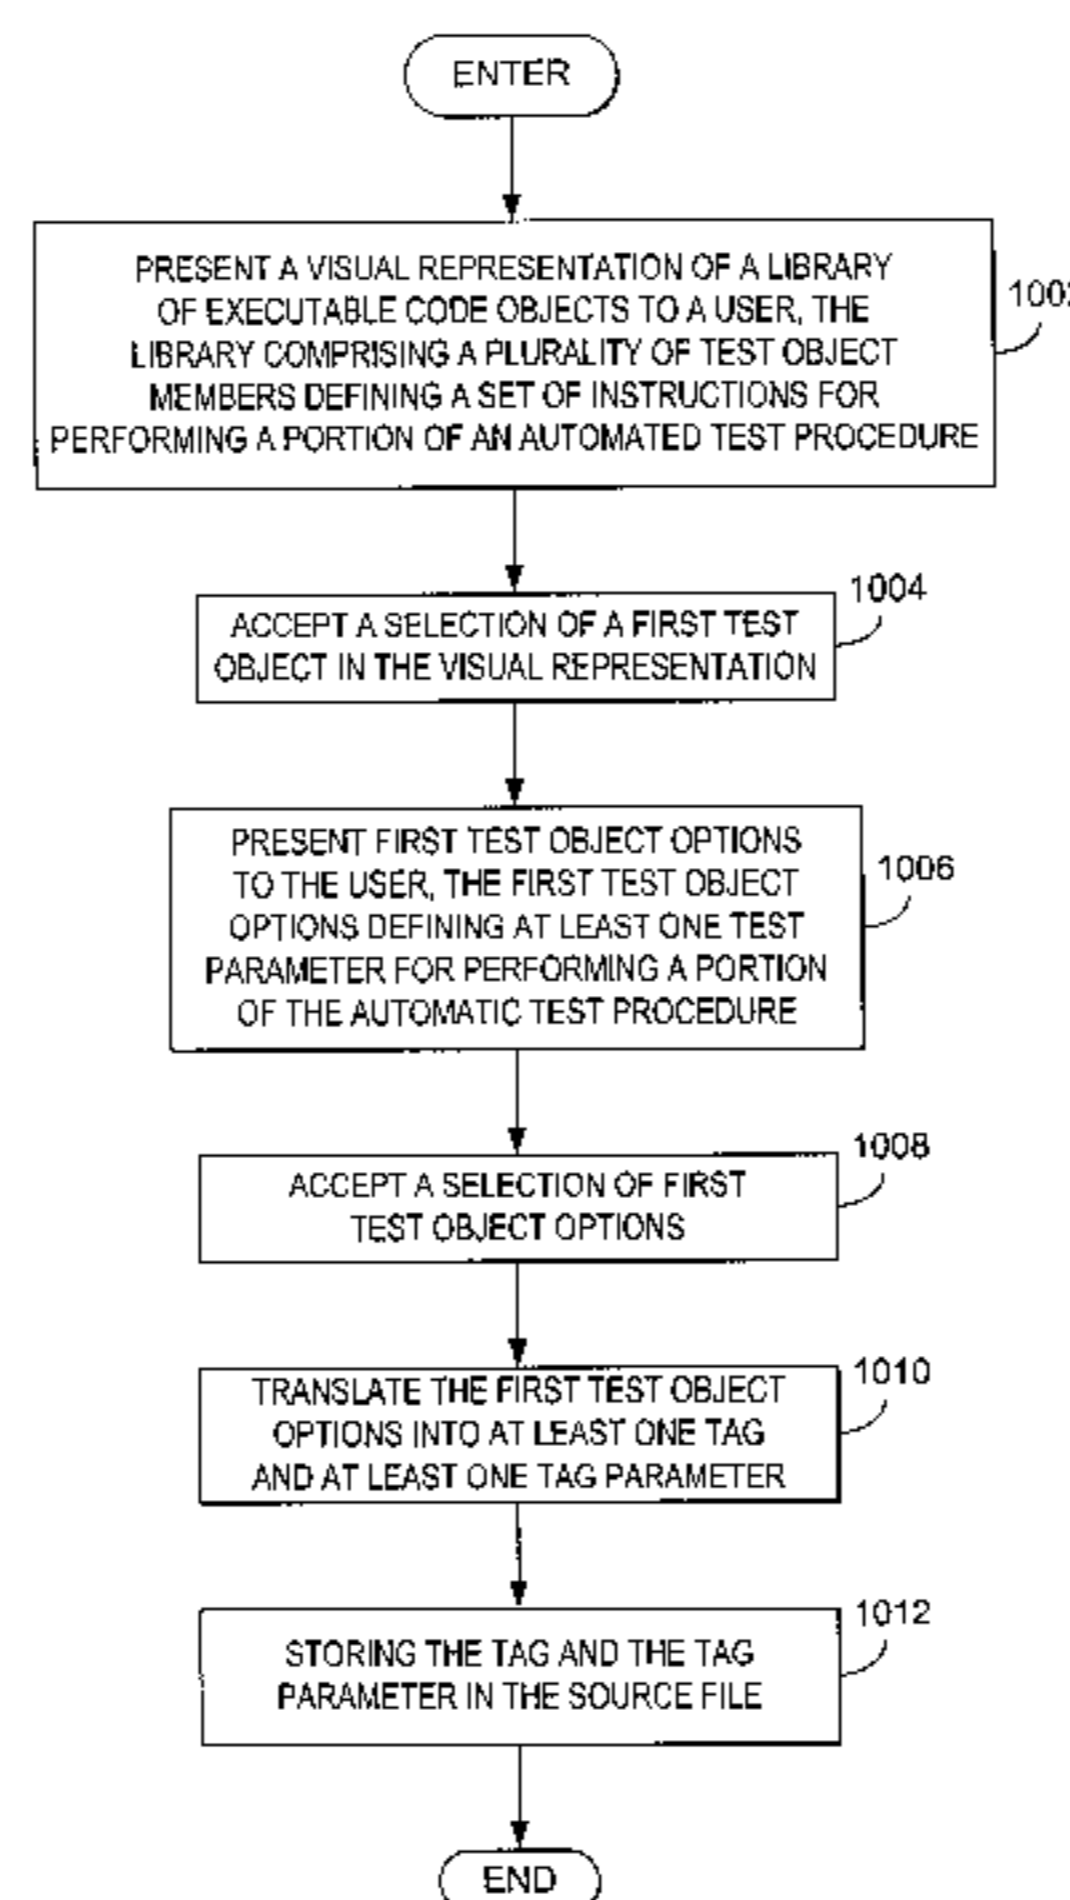 ENTER
PRESENT A VISUAL REPRESENTATION OF A LIBRARY
OF EXECUTABLE CODE OBJECTS TO A USER, THE
LIBRARY COMPRISING A PLURALITY OF TEST OBJECT
MEMBERS DEFINING A SET OF INSTRUCTIONS FOR
PERFORMING A PORTION OF AN AUTOMATED TEST PROCEDURE
ACCEPT A SELECTION OF A FIRST TEST
OBJECT IN THE VISUAL REPRESENTATION
1004
PRESENT FIRST TEST OBJECT OPTIONS
TO THE USER, THE FIRST TEST OBJECT
OPTIONS DEFINING AT LEAST ONE TEST
PARAMETER FOR PERFORMING A PORTION
OF THE AUTOMATIC TEST PROCEDURE
1006
ACCEPT A SELECTION OF FIRST
TEST OBJECT OPTIONS
1008
TRANSLATE THE FIRST TEST OBJECT
OPTIONS INTO AT LEAST ONE TAG
AND AT LEAST ONE TAG PARAMETER
1010
STORING THE TAG AND THE TAG
PARAMETER IN THE SOURCE FILE
1012
END